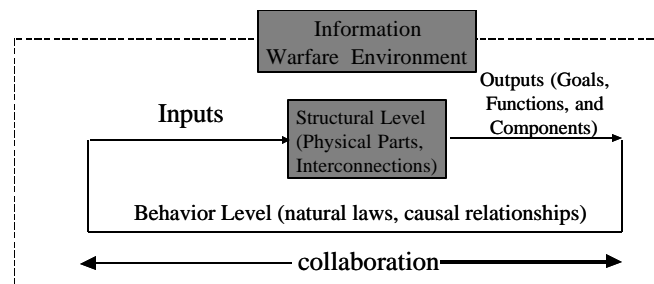 Information
Warfare Environment
Outputs (Goals,
Functions, and
Components)
Inputs
Structural Level
(Physical Parts,
Interconnections)
Behavior Level (natural laws, causal relationships)
collaboration